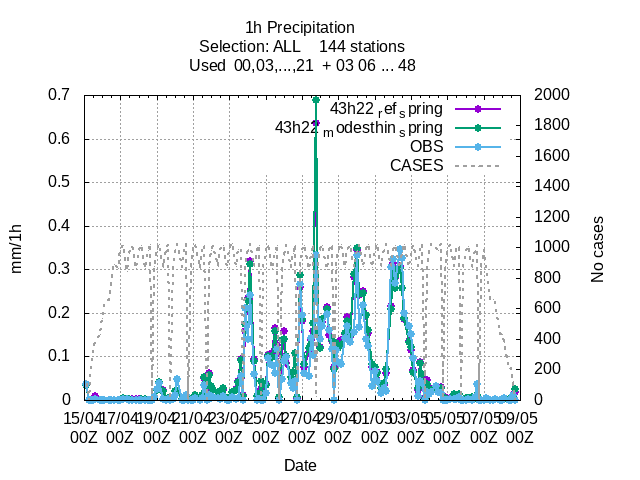 1h Precipitation
Selection: ALL 144 stations
Used 00,03,...,21 + 03 06 ... 48
43h22_ref_spring
43h22_modesthin_spring
OBS
CASES
0.7
0.6
0.5
0.4
0.3
0.2
0.1
0
mm/1h
2000
1800
1600
1400
1200
1000
800
600
400
200
0
No cases
15/04 17/04 19/04 21/04 23/04 25/04 27/04 29/04 01/05 03/05 05/05 07/05 09/05
00Z 00Z 00Z 00Z 00Z 00Z 00Z 00Z 00Z 00Z 00Z 00Z 00Z
Date